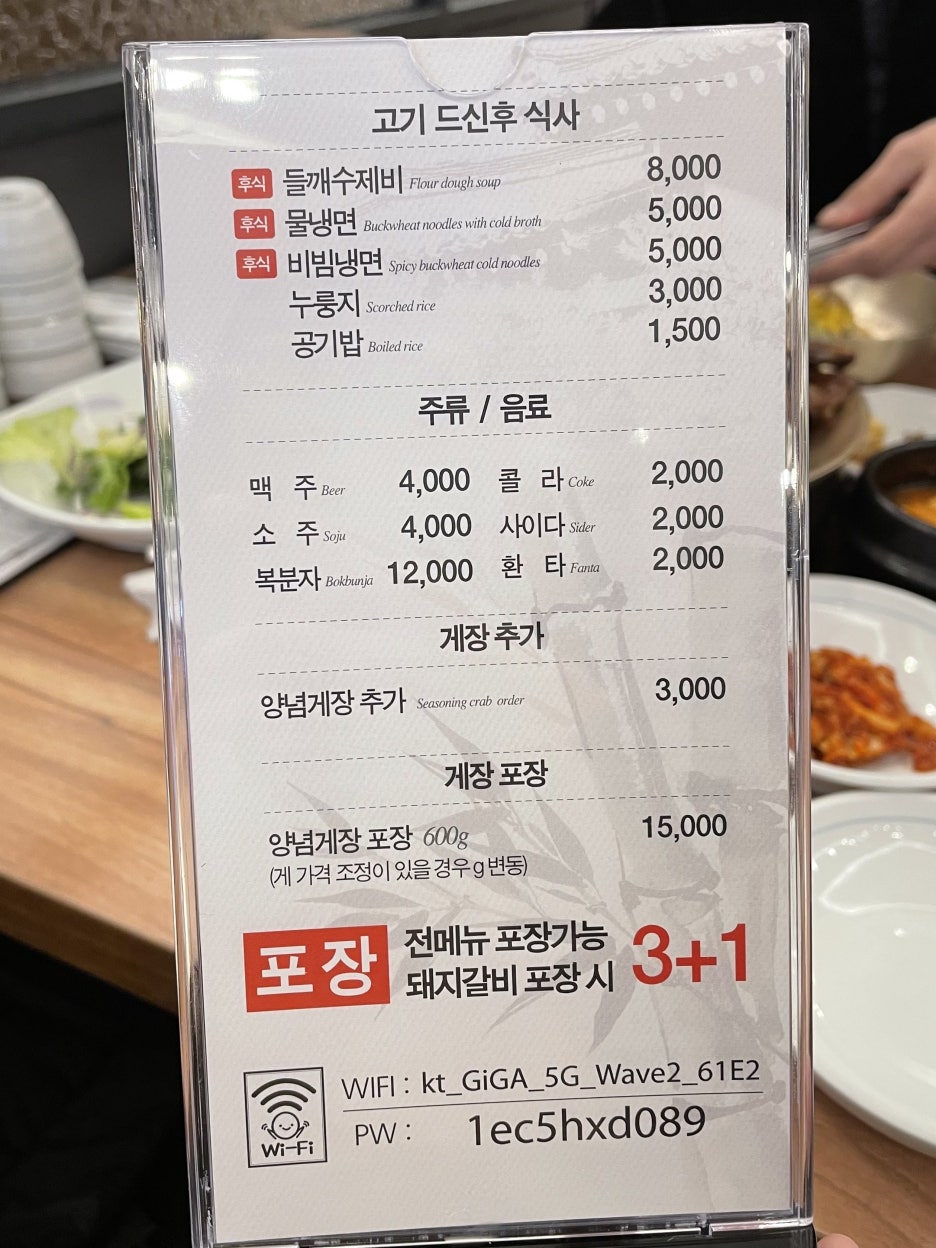 고기 드신후 식사
후식 들깨수제비 Flour dough soup 8,000
후식 물냉면 Buckwheat noodles with cold broth 5,000
후식 비빔냉면 Spicy buckwheat cold noodles 5,000
누룽지 Scorched rice 3,000
공기밥 Boiled rice 1,500
주류 / 음료
맥 주 Beer 4,000 콜 라 Coke 2,000
소 주 Soju 4,000 사이다 Sider 2,000
복분자 Bokbunja 12,000 환 타 Fanta 2,000
게장 추가
양념게장 추가 Seasoning crab order 3,000
게장 포장
양념게장 포장 600g 15,000
(게 가격 조정이 있을 경우 g 변동)
포장 전메뉴 포장가능
돼지갈비 포장 시 3+1
WIFI : kt_GiGA_5G_Wave2_61E2
Wi-Fi PW : 1ec5hxd089